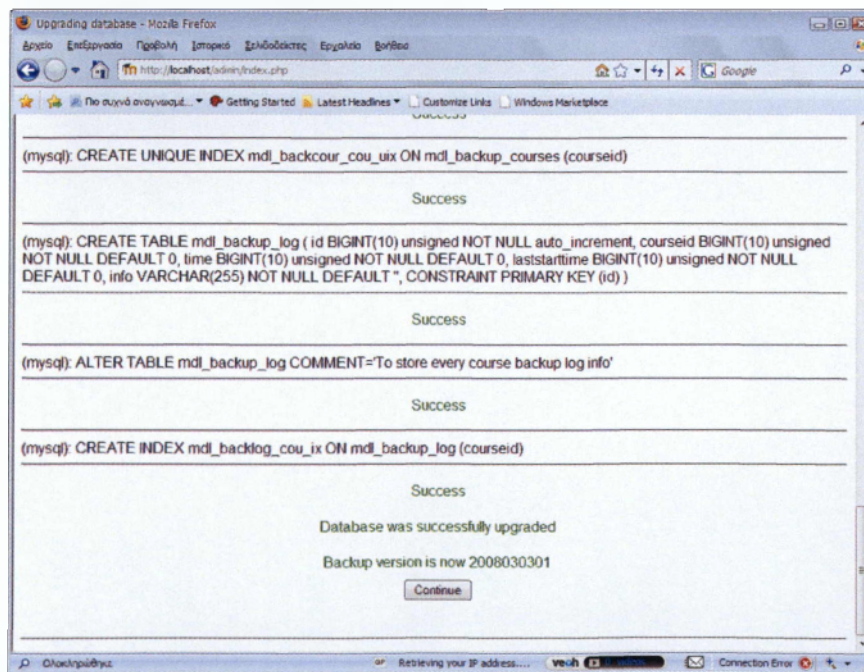 Upgrading database - Mozilla Firefox
Αρχείο Επεξεργασία Προβολή Ιστορικό Σελιδοδείκτες Εργαλεία Βοήθεια
http://localhost/admin/index.php
Google
Πιο συχνά αναγνωσμ... Getting Started Latest Headlines Customize Links Windows Marketplace
Success
(mysql): CREATE UNIQUE INDEX mdl_backcour_cou_uix ON mdl_backup_courses (courseid)
Success
(mysql): CREATE TABLE mdl_backup_log ( id BIGINT(10) unsigned NOT NULL auto_increment, courseid BIGINT(10) unsigned
NOT NULL DEFAULT 0, time BIGINT(10) unsigned NOT NULL DEFAULT 0, laststarttime BIGINT(10) unsigned NOT NULL
DEFAULT 0, info VARCHAR(255) NOT NULL DEFAULT '', CONSTRAINT PRIMARY KEY (id) )
Success
(mysql): ALTER TABLE mdl_backup_log COMMENT='To store every course backup log info'
Success
(mysql): CREATE INDEX mdl_backlog_cou_ix ON mdl_backup_log (courseid)
Success
Database was successfully upgraded
Backup version is now 2008030301
Continue
Ολοκληρώθηκε
GP Retrieving your IP address.... veoh Connection Error